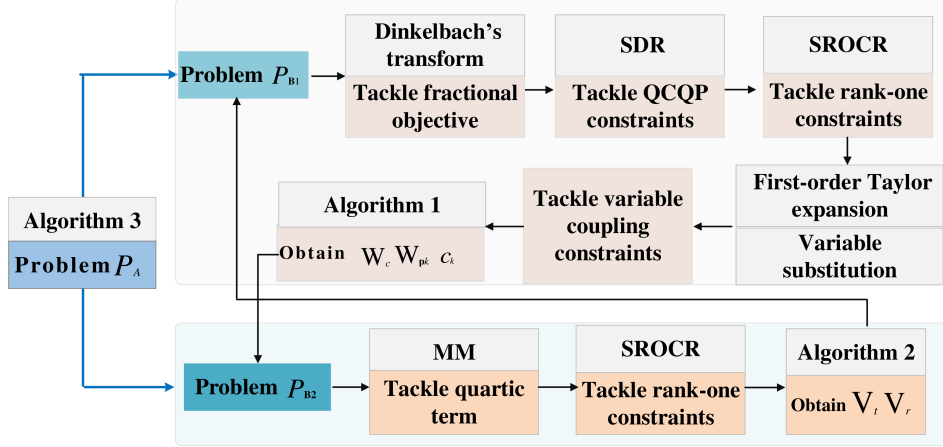 Dinkelbach's
transform
Tackle fractional
objective
SDR
Tackle QCQP
constraints
SROCR
Tackle rank-one
constraints
Problem P_B1
First-order Taylor
expansion
Variable
substitution
Tackle variable
coupling
constraints
Algorithm 1
Obtain W_c W_pk c_k
Algorithm 3
Problem P_A
Problem P_B2
MM
Tackle quartic
term
SROCR
Tackle rank-one
constraints
Algorithm 2
Obtain V_t V_r